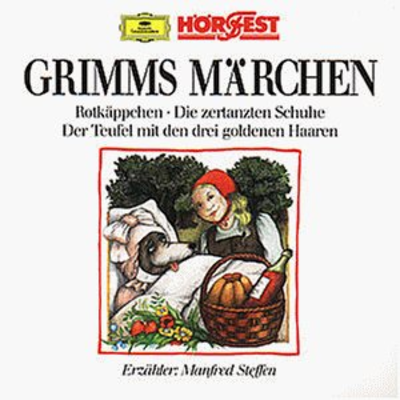 HÖRFEST
GRIMMS MÄRCHEN
Rotkäppchen · Die zertanzten Schuhe
Der Teufel mit den drei goldenen Haaren
Erzähler: Manfred Steffen